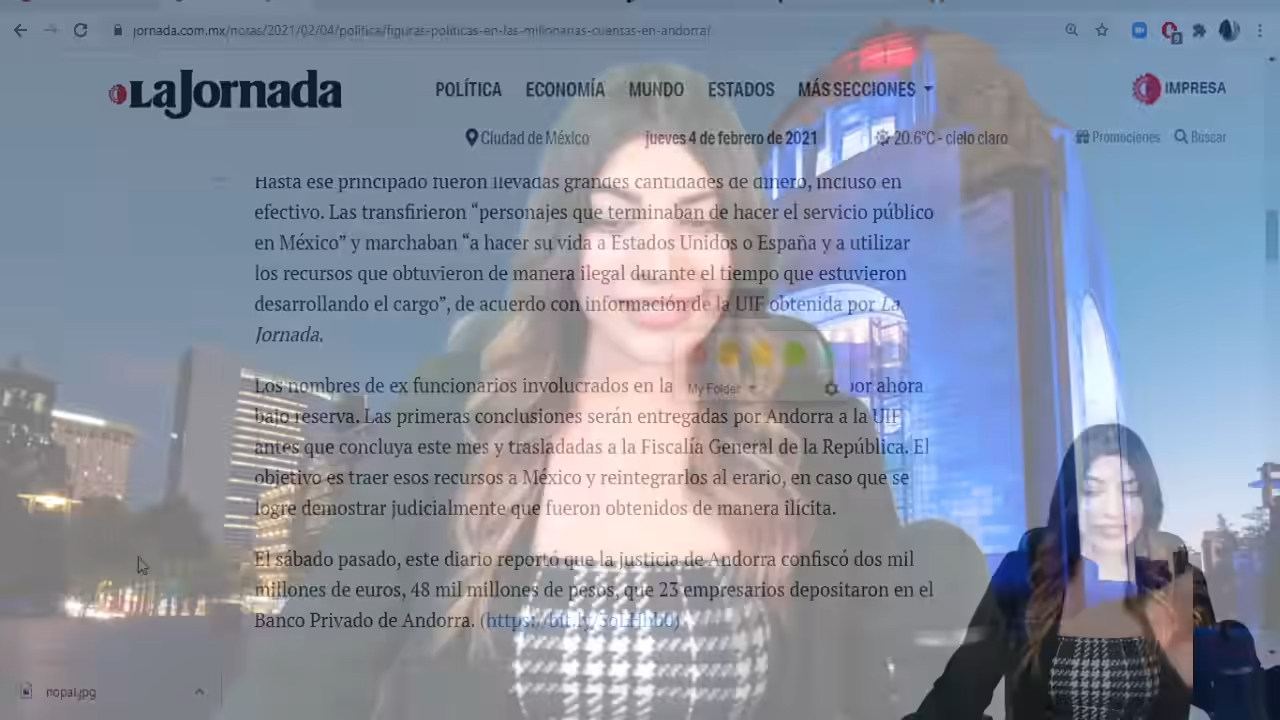 jornada.com.mx/notas/2021/02/04/politica/figuras-politicas-en-las-millonarias-cuentas-en-andorra/
LaJornada
POLÍTICA ECONOMÍA MUNDO ESTADOS MÁS SECCIONES
IMPRESA
Ciudad de México jueves 4 de febrero de 2021 20.6°C - cielo claro Promociones Buscar
Hasta ese principado fueron llevadas grandes cantidades de dinero, incluso en
efectivo. Las transfirieron “personajes que terminaban de hacer el servicio público
en México” y marchaban “a hacer su vida a Estados Unidos o España y a utilizar
los recursos que obtuvieron de manera ilegal durante el tiempo que estuvieron
desarrollando el cargo”, de acuerdo con información de la UIF obtenida por La
Jornada.
Los nombres de ex funcionarios involucrados en la por ahora
My Folder
bajo reserva. Las primeras conclusiones serán entregadas por Andorra a la UIF
antes que concluya este mes y trasladadas a la Fiscalía General de la República. El
objetivo es traer esos recursos a México y reintegrarlos al erario, en caso que se
logre demostrar judicialmente que fueron obtenidos de manera ilícita.
El sábado pasado, este diario reportó que la justicia de Andorra confiscó dos mil
millones de euros, 48 mil millones de pesos, que 23 empresarios depositaron en el
Banco Privado de Andorra.
nopal.jpg